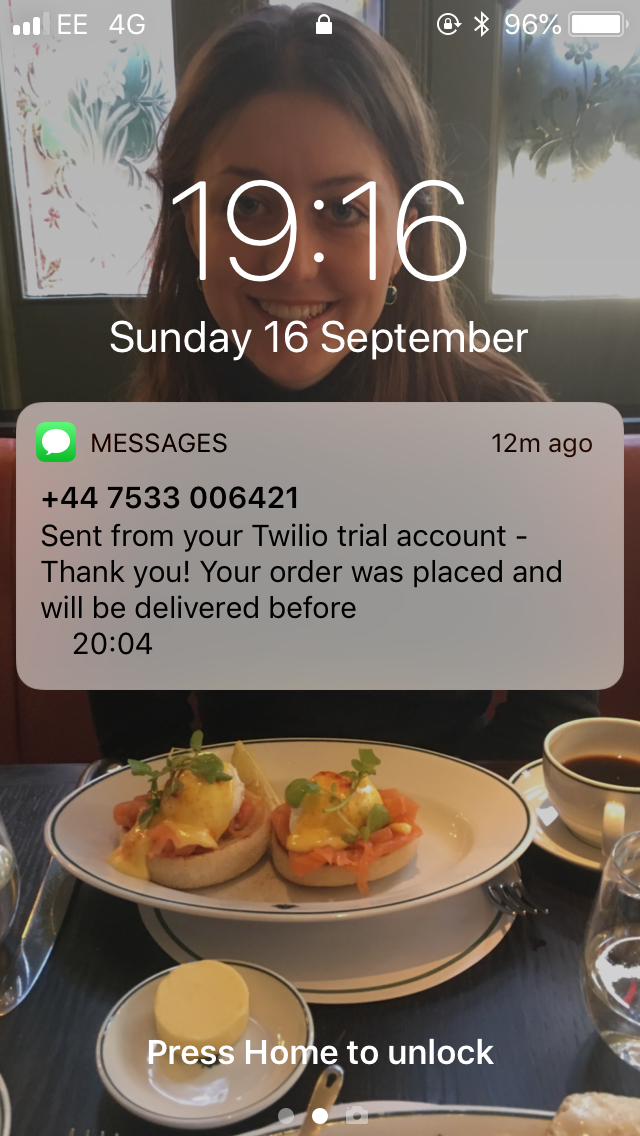 EE 4G 96%
19:16
Sunday 16 September
MESSAGES 12m ago
+44 7533 006421
Sent from your Twilio trial account -
Thank you! Your order was placed and
will be delivered before
20:04
Press Home to unlock